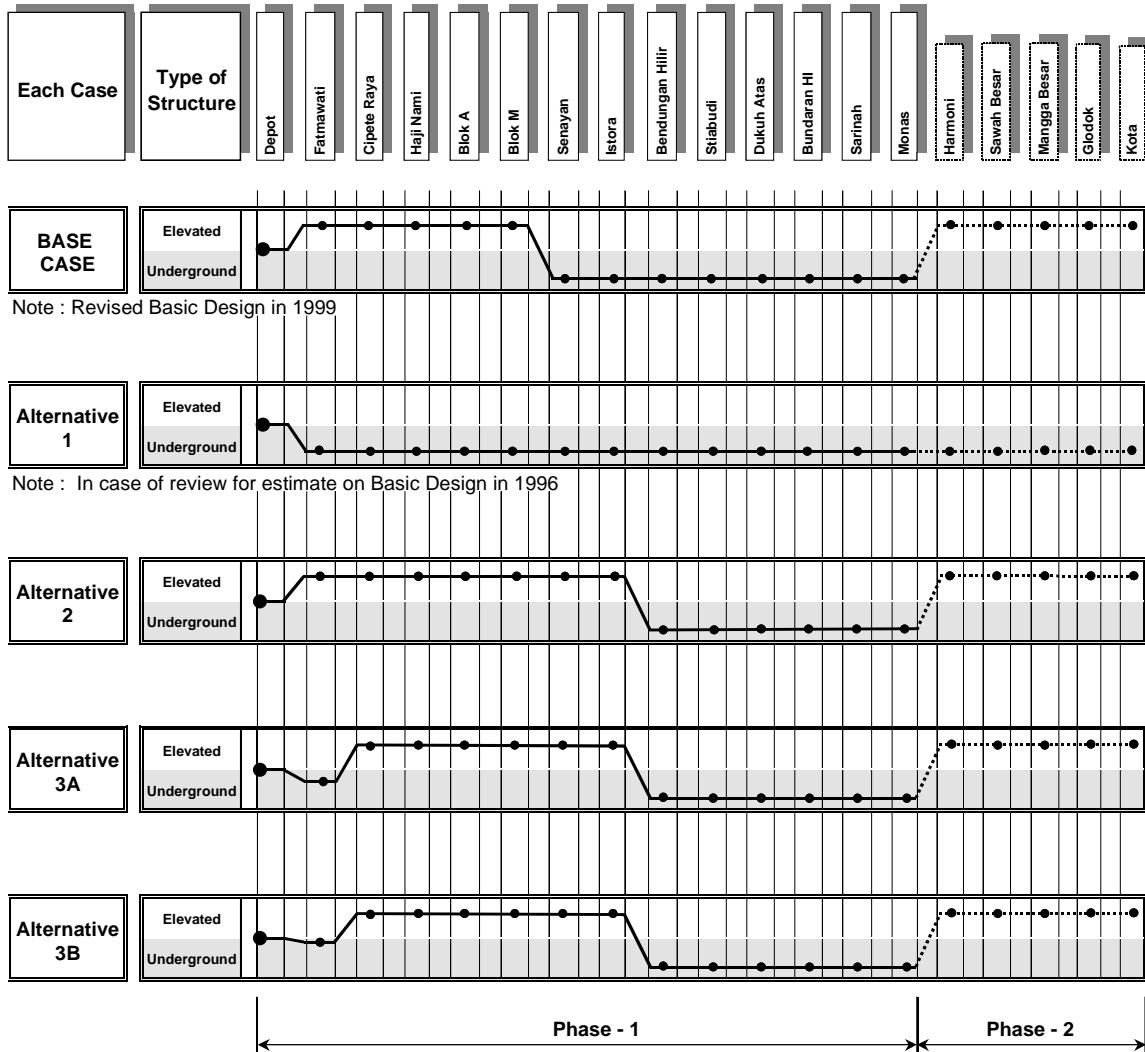 Each Case
Type of
Structure
Depot
Fatmawati
Cipete Raya
Haji Nami
Blok A
Blok M
Senayan
Istora
Bendungan Hilir
Stiabudi
Dukuh Atas
Bundaran HI
Sarinah
Monas
Harmoni
Sawah Besar
Mangga Besar
Glodok
Kota
BASE
CASE
Elevated
Underground
Note : Revised Basic Design in 1999
Alternative
1
Elevated
Underground
Note : In case of review for estimate on Basic Design in 1996
Alternative
2
Elevated
Underground
Alternative
3A
Elevated
Underground
Alternative
3B
Elevated
Underground
Phase - 1
Phase - 2